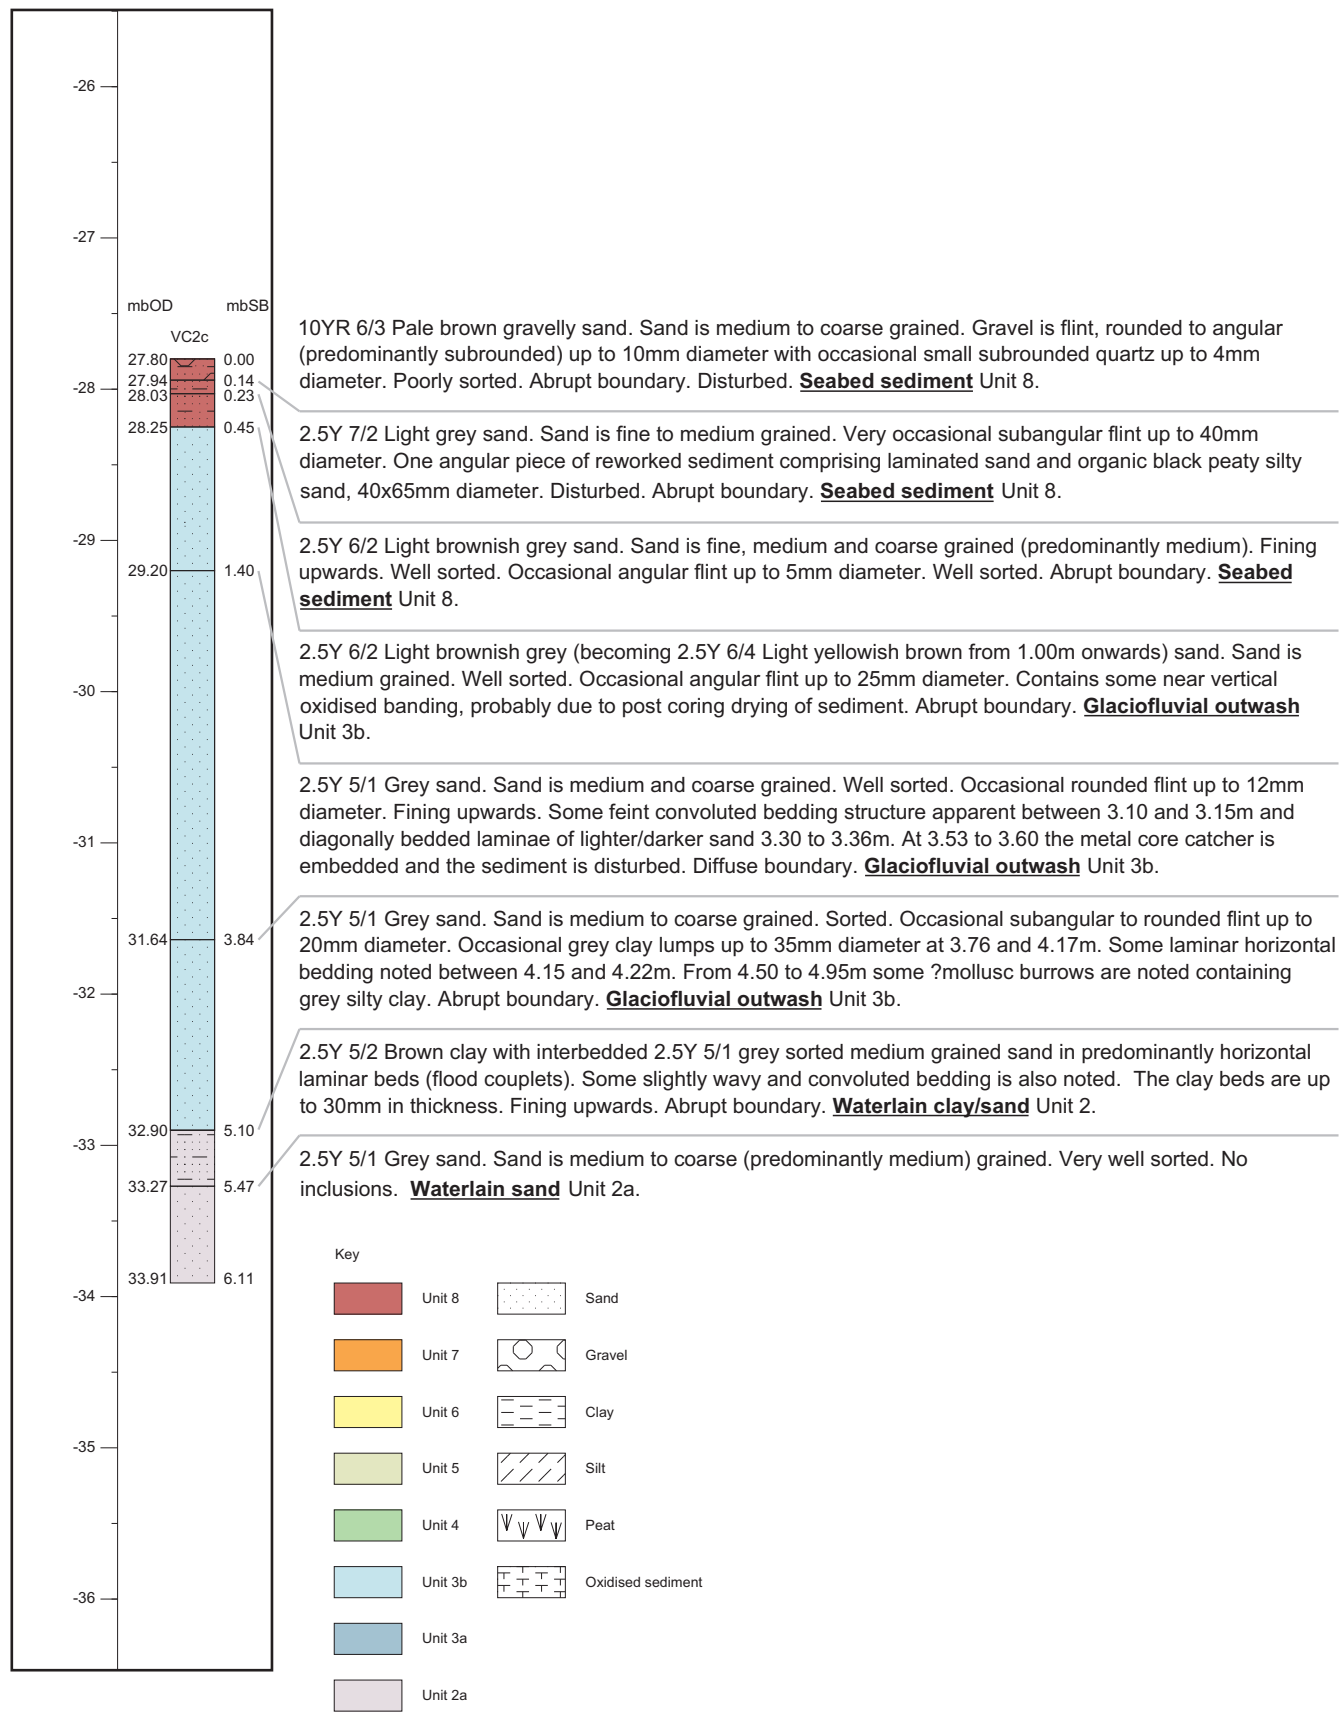 -26
-27
mbOD mbSB
VC2c
27.80 0.00
27.94 0.14
-28
28.03 0.23
28.25 0.45
-29
29.20 1.40
-30
-31
31.64 3.84
-32
32.90 5.10
-33
33.27 5.47
33.91 6.11
-34
-35
-36
10YR 6/3 Pale brown gravelly sand. Sand is medium to coarse grained. Gravel is flint, rounded to angular
(predominantly subrounded) up to 10mm diameter with occasional small subrounded quartz up to 4mm
diameter. Poorly sorted. Abrupt boundary. Disturbed. Seabed sediment Unit 8.
2.5Y 7/2 Light grey sand. Sand is fine to medium grained. Very occasional subangular flint up to 40mm
diameter. One angular piece of reworked sediment comprising laminated sand and organic black peaty silty
sand, 40x65mm diameter. Disturbed. Abrupt boundary. Seabed sediment Unit 8.
2.5Y 6/2 Light brownish grey sand. Sand is fine, medium and coarse grained (predominantly medium). Fining
upwards. Well sorted. Occasional angular flint up to 5mm diameter. Well sorted. Abrupt boundary. Seabed
sediment Unit 8.
2.5Y 6/2 Light brownish grey (becoming 2.5Y 6/4 Light yellowish brown from 1.00m onwards) sand. Sand is
medium grained. Well sorted. Occasional angular flint up to 25mm diameter. Contains some near vertical
oxidised banding, probably due to post coring drying of sediment. Abrupt boundary. Glaciofluvial outwash
Unit 3b.
2.5Y 5/1 Grey sand. Sand is medium and coarse grained. Well sorted. Occasional rounded flint up to 12mm
diameter. Fining upwards. Some feint convoluted bedding structure apparent between 3.10 and 3.15m and
diagonally bedded laminae of lighter/darker sand 3.30 to 3.36m. At 3.53 to 3.60 the metal core catcher is
embedded and the sediment is disturbed. Diffuse boundary. Glaciofluvial outwash Unit 3b.
2.5Y 5/1 Grey sand. Sand is medium to coarse grained. Sorted. Occasional subangular to rounded flint up to
20mm diameter. Occasional grey clay lumps up to 35mm diameter at 3.76 and 4.17m. Some laminar horizontal
bedding noted between 4.15 and 4.22m. From 4.50 to 4.95m some ?mollusc burrows are noted containing
grey silty clay. Abrupt boundary. Glaciofluvial outwash Unit 3b.
2.5Y 5/2 Brown clay with interbedded 2.5Y 5/1 grey sorted medium grained sand in predominantly horizontal
laminar beds (flood couplets). Some slightly wavy and convoluted bedding is also noted. The clay beds are up
to 30mm in thickness. Fining upwards. Abrupt boundary. Waterlain clay/sand Unit 2.
2.5Y 5/1 Grey sand. Sand is medium to coarse (predominantly medium) grained. Very well sorted. No
inclusions. Waterlain sand Unit 2a.
Key
Unit 8 Sand
Unit 7 Gravel
Unit 6 Clay
Unit 5 Silt
Unit 4 Peat
Unit 3b Oxidised sediment
Unit 3a
Unit 2a